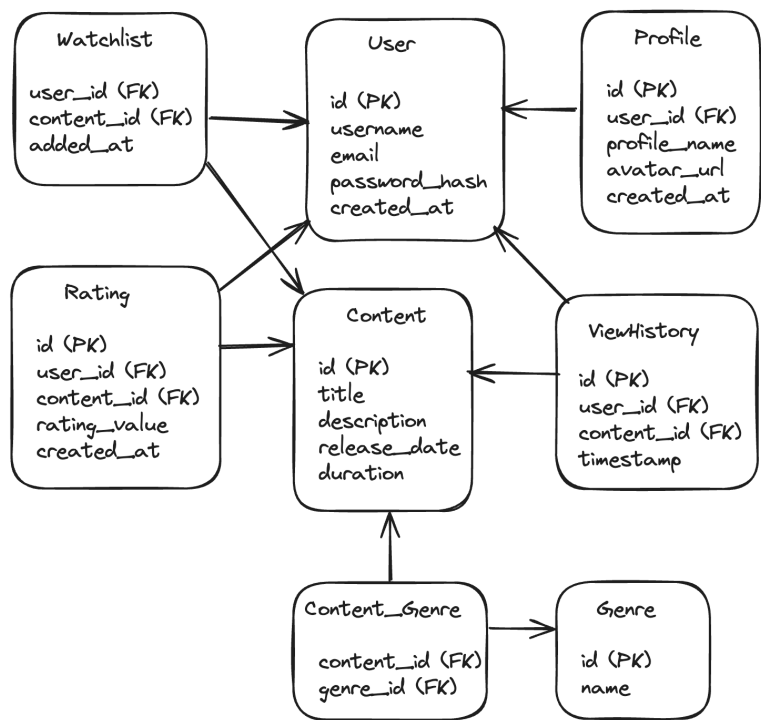 Watchlist
user_id (FK)
content_id (FK)
added_at
User
id (PK)
username
email
password_hash
created_at
Profile
id (PK)
user_id (FK)
profile_name
avatar_url
created_at
Rating
id (PK)
user_id (FK)
content_id (FK)
rating_value
created_at
Content
id (PK)
title
description
release_date
duration
ViewHistory
id (PK)
user_id (FK)
content_id (FK)
timestamp
Content_Genre
content_id (FK)
genre_id (FK)
Genre
id (PK)
name